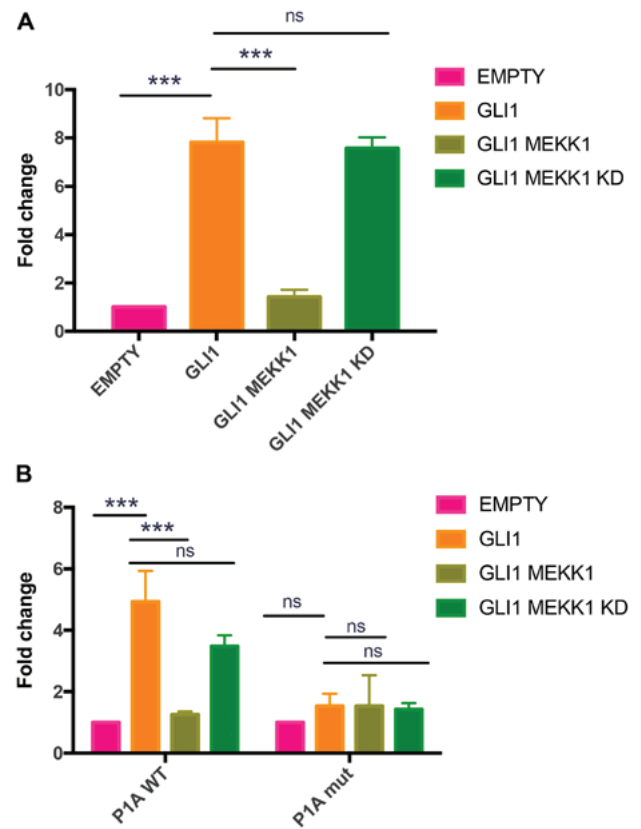 A
ns
***
***
10
8
6
4
2
0
Fold change
EMPTY
GLI1
GLI1 MEKK1
GLI1 MEKK1 KD
EMPTY
GLI1
GLI1 MEKK1
GLI1 MEKK1 KD
B
***
***
ns
ns
ns
ns
8
6
4
2
0
Fold change
P1A WT
P1A mut
EMPTY
GLI1
GLI1 MEKK1
GLI1 MEKK1 KD